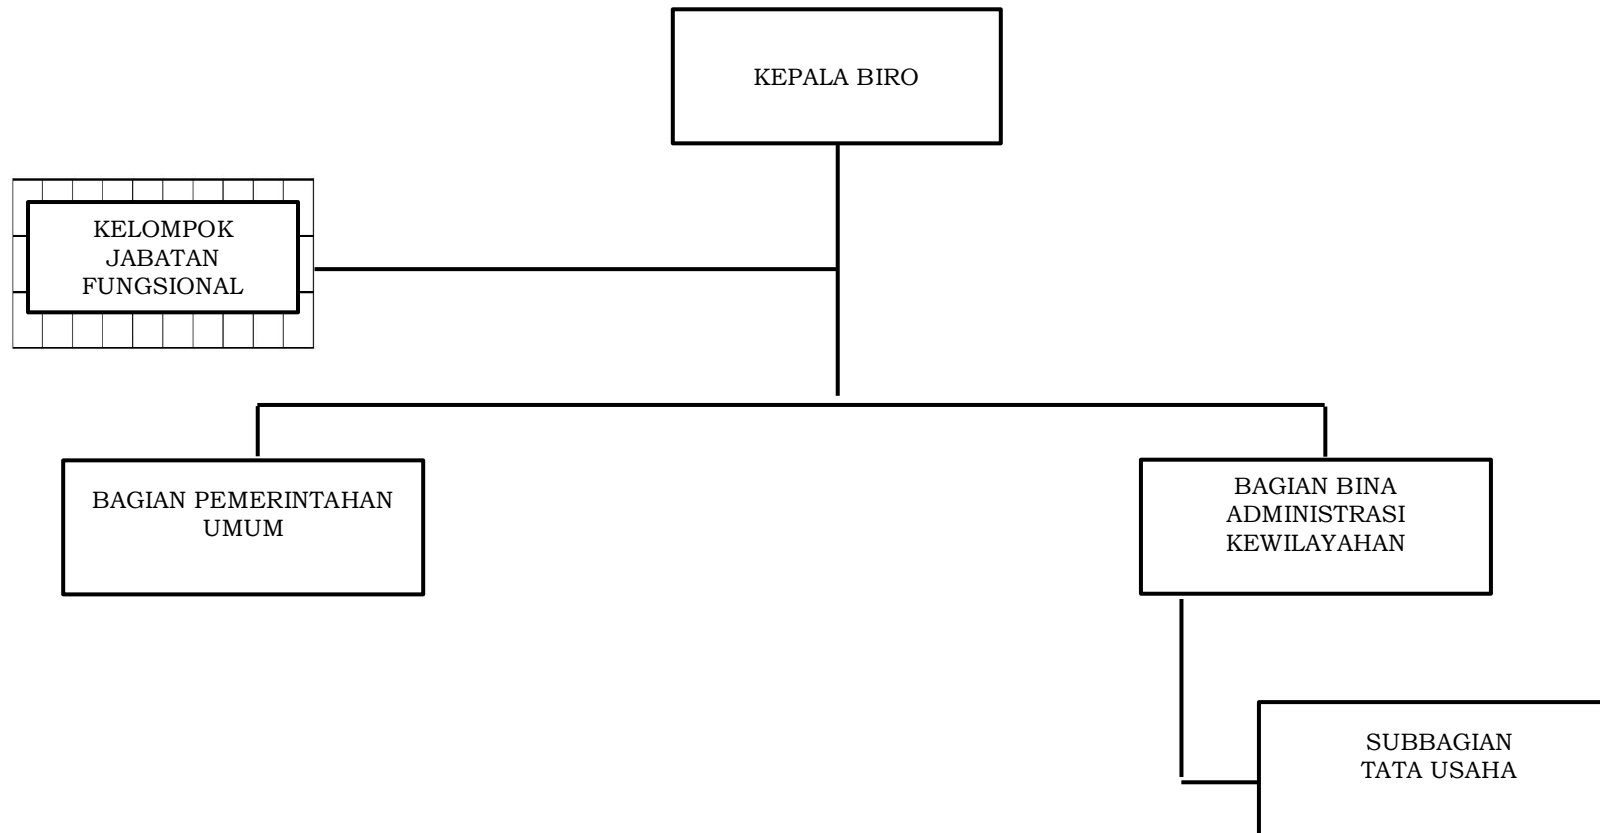 KEPALA BIRO
KELOMPOK
JABATAN
FUNGSIONAL
BAGIAN PEMERINTAHAN
UMUM
BAGIAN BINA
ADMINISTRASI
KEWILAYAHAN
SUBBAGIAN
TATA USAHA